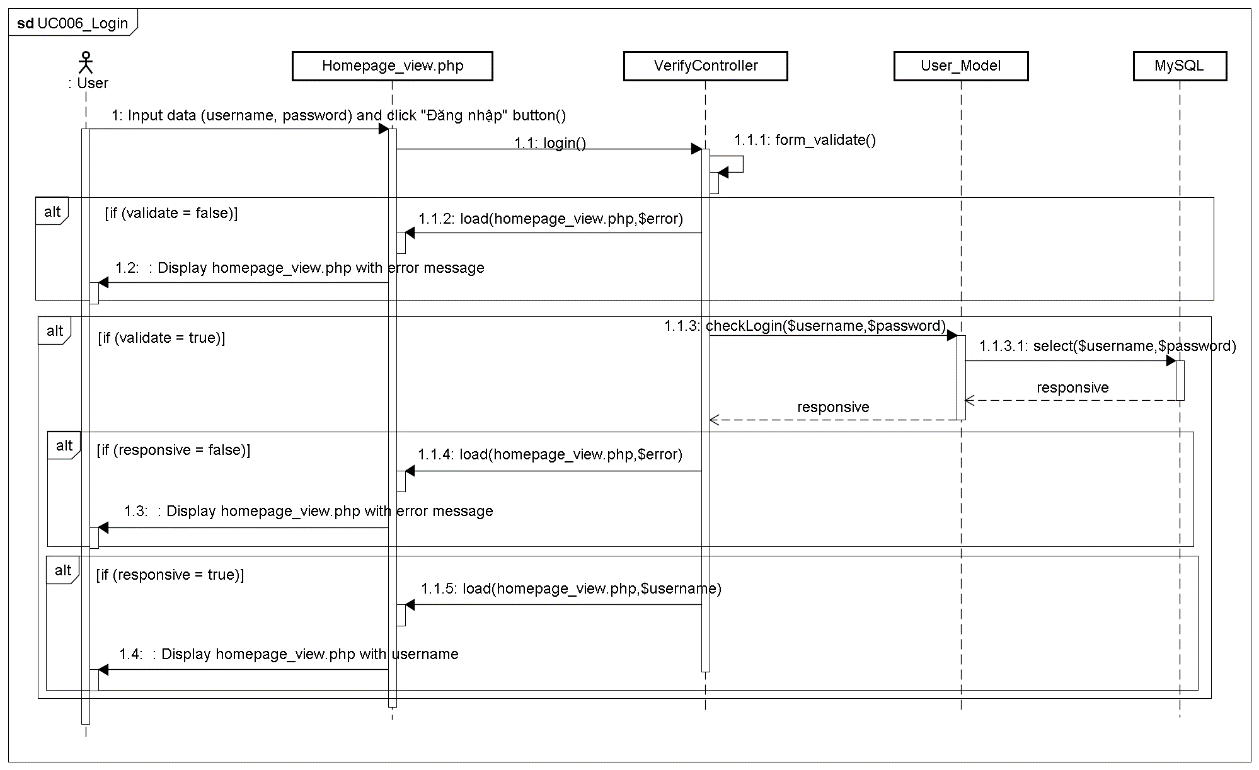 sd UC006_Login
: User
Homepage_view.php
VerifyController
User_Model
MySQL
1: Input data (username, password) and click "Đăng nhập" button()
1.1: login()
1.1.1: form_validate()
alt
[if (validate = false)]
1.1.2: load(homepage_view.php,$error)
1.2:  : Display homepage_view.php with error message
alt
[if (validate = true)]
1.1.3: checkLogin($username,$password)
1.1.3.1: select($username,$password)
responsive
responsive
alt
[if (responsive = false)]
1.1.4: load(homepage_view.php,$error)
1.3:  : Display homepage_view.php with error message
alt
[if (responsive = true)]
1.1.5: load(homepage_view.php,$username)
1.4:  : Display homepage_view.php with username